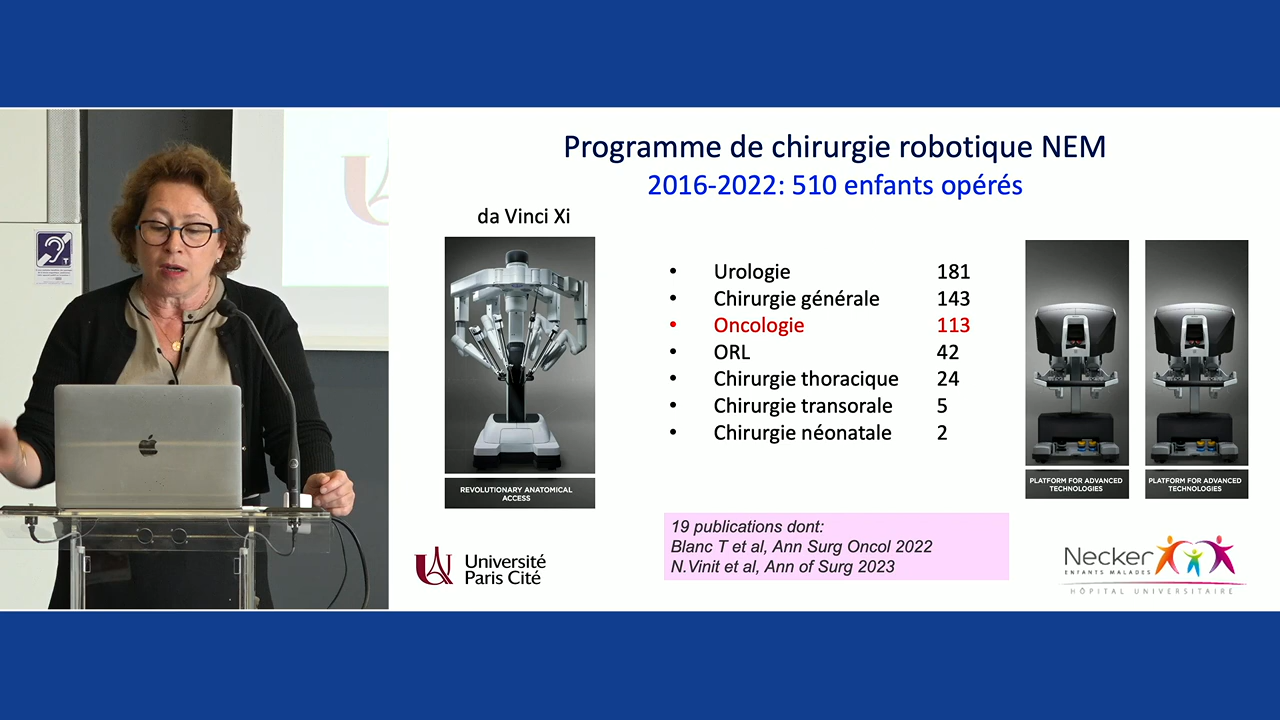 Programme de chirurgie robotique NEM
2016-2022: 510 enfants opérés
da Vinci Xi
• Urologie 181
• Chirurgie générale 143
• Oncologie 113
• ORL 42
• Chirurgie thoracique 24
• Chirurgie transorale 5
• Chirurgie néonatale 2
REVOLUTIONARY ANATOMICAL
ACCESS
PLATFORM FOR ADVANCED
TECHNOLOGIES
PLATFORM FOR ADVANCED
TECHNOLOGIES
19 publications dont:
Blanc T et al, Ann Surg Oncol 2022
N.Vinit et al, Ann of Surg 2023
Université
Paris Cité
Necker
ENFANTS MALADES
HÔPITAL UNIVERSITAIRE